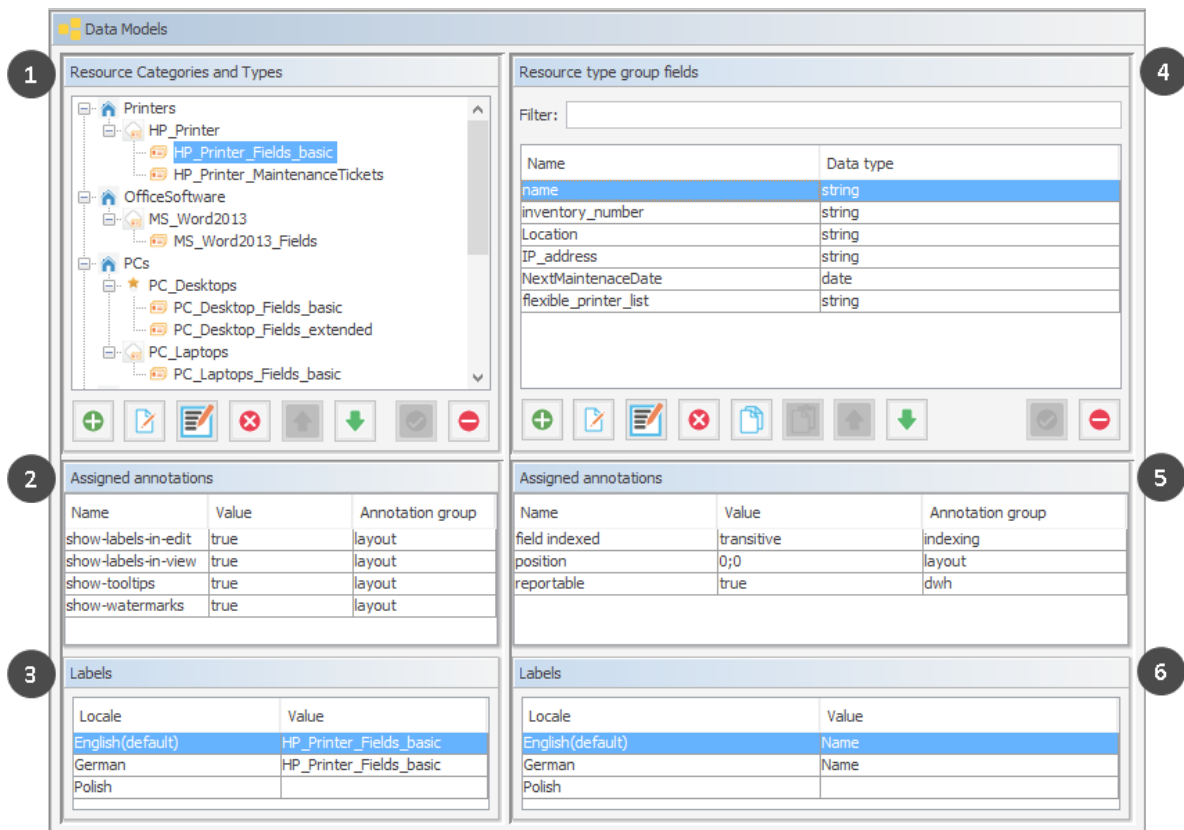 Data Models
1
Resource Categories and Types
Printers
HP_Printer
HP_Printer_Fields_basic
HP_Printer_MaintenanceTickets
OfficeSoftware
MS_Word2013
MS_Word2013_Fields
PCs
PC_Desktops
PC_Desktop_Fields_basic
PC_Desktop_Fields_extended
PC_Laptops
PC_Laptops_Fields_basic
4
Resource type group fields
Filter:
Name Data type
name string
inventory_number string
Location string
IP_address string
NextMaintenaceDate date
flexible_printer_list string
2
Assigned annotations
Name Value Annotation group
show-labels-in-edit true layout
show-labels-in-view true layout
show-tooltips true layout
show-watermarks true layout
5
Assigned annotations
Name Value Annotation group
field indexed transitive indexing
position 0;0 layout
reportable true dwh
3
Labels
Locale Value
English(default) HP_Printer_Fields_basic
German HP_Printer_Fields_basic
Polish
6
Labels
Locale Value
English(default) Name
German Name
Polish